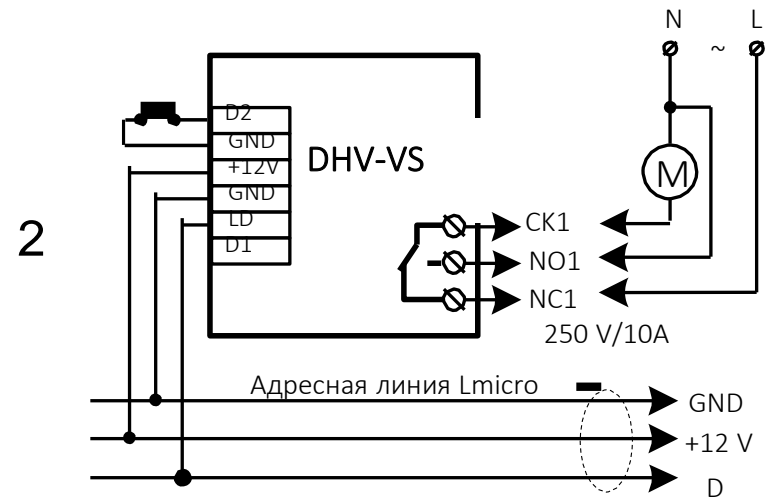 N ~ L
D2
GND
+12V
GND
LD
D1
DHV-VS
M
2
CK1
NO1
NC1
250 V/10A
Адресная линия Lmicro
GND
+12 V
D